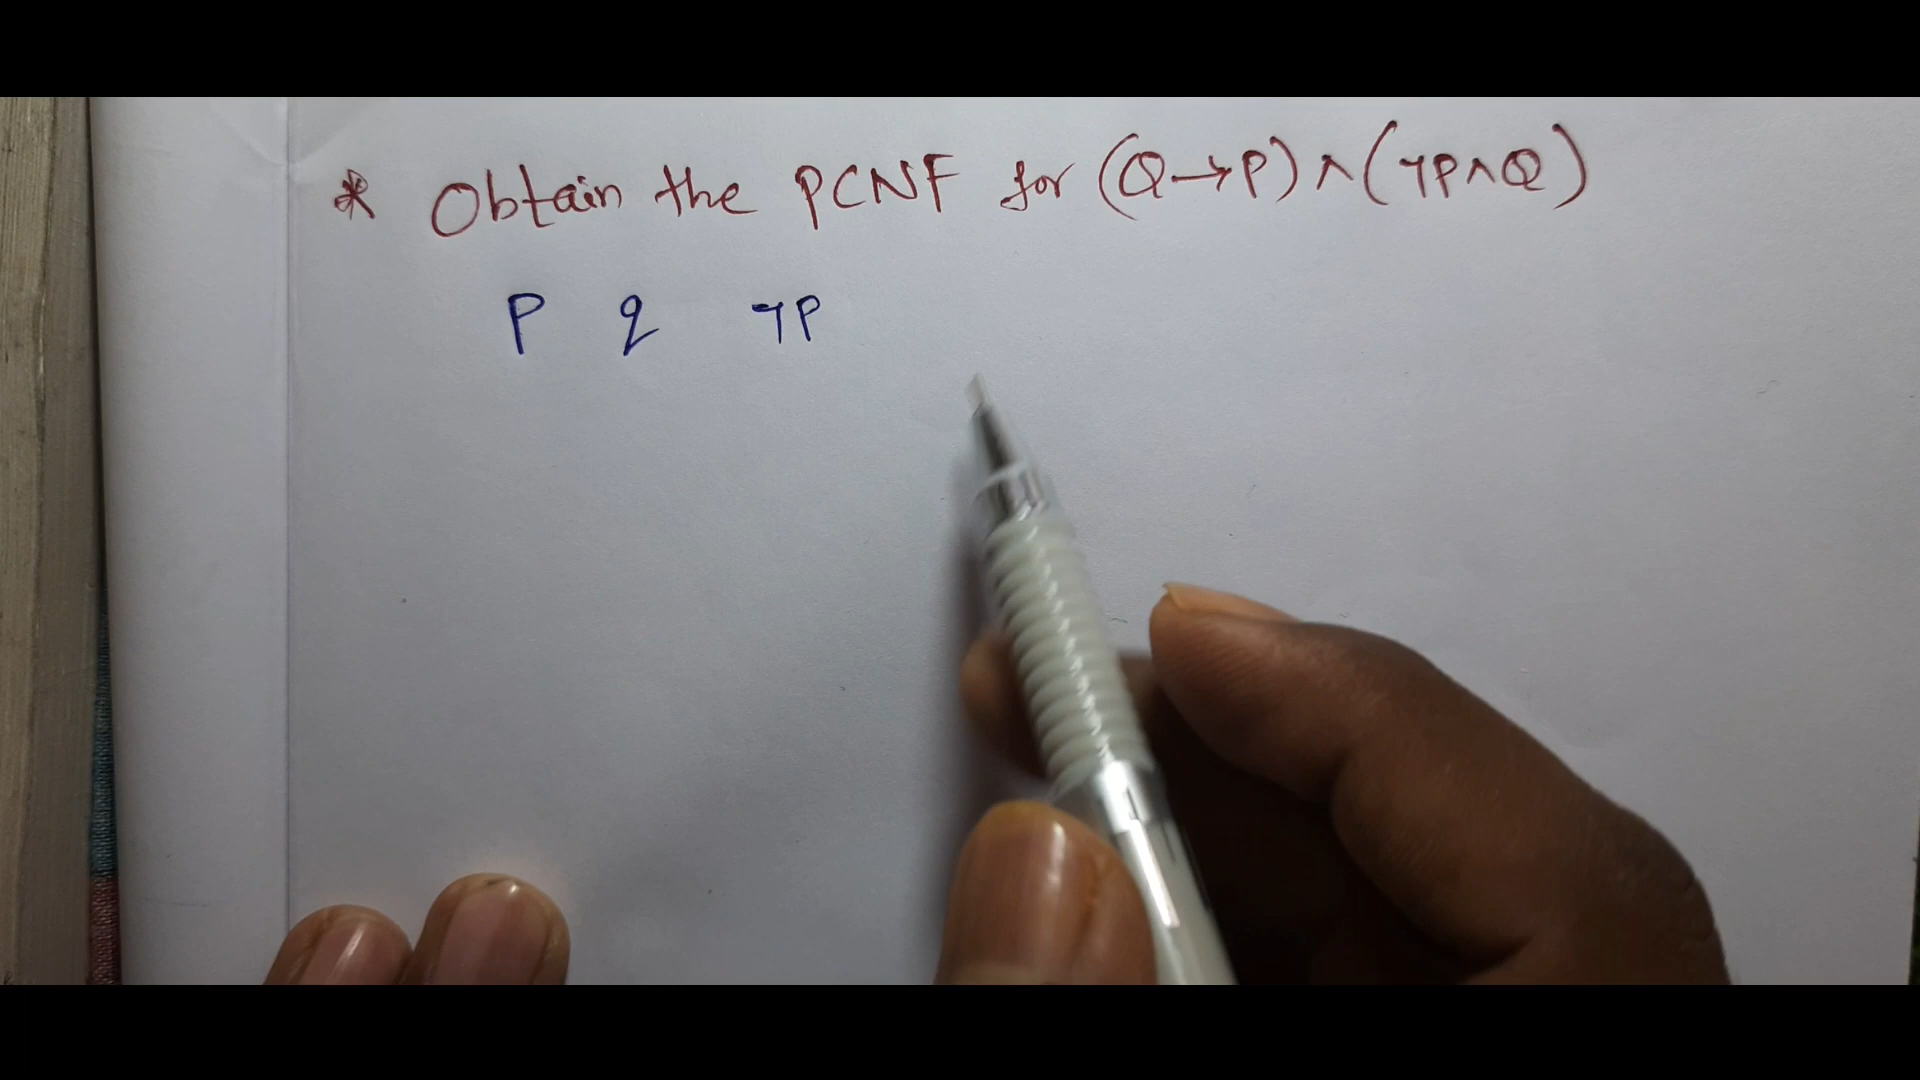 * Obtain the PCNF for (Q→P)∧(¬P∧Q)
P q ¬P